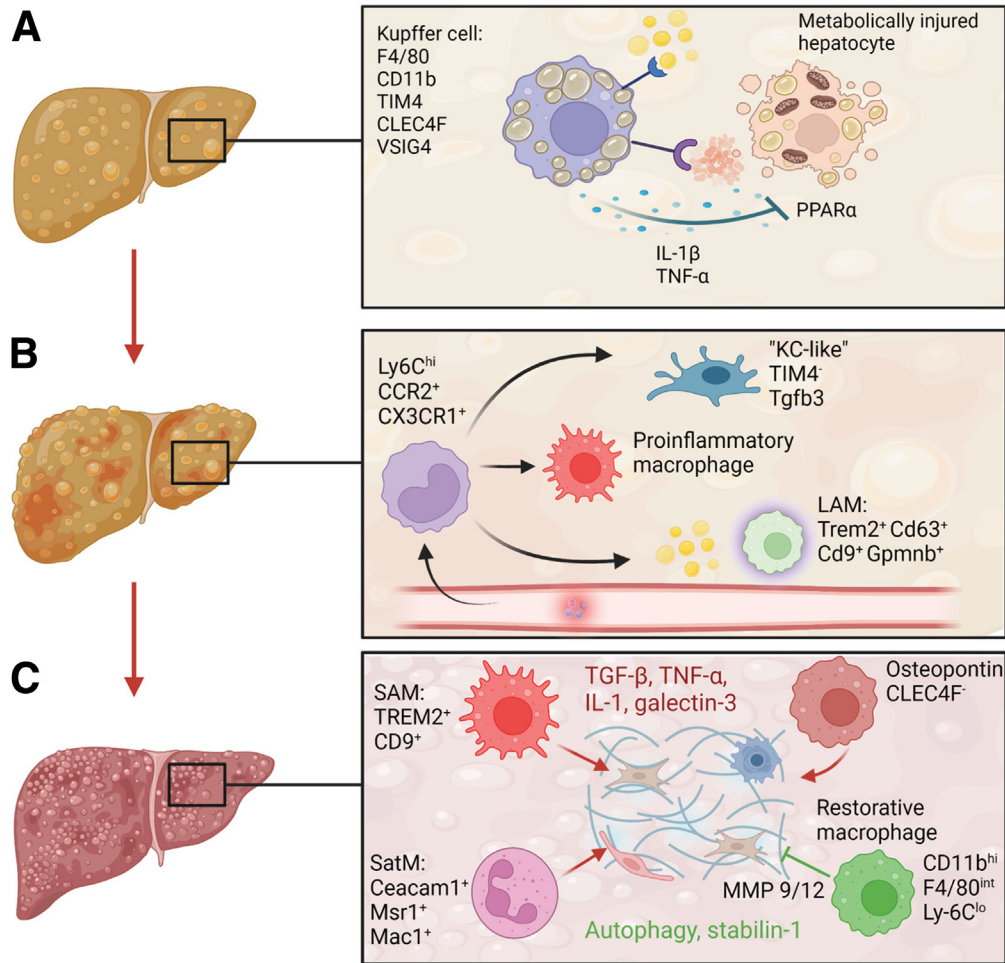 A
Kupffer cell:
F4/80
CD11b
TIM4
CLEC4F
VSIG4
Metabolically injured
hepatocyte
PPARα
IL-1β
TNF-α
B
Ly6Cʰⁱ
CCR2⁺
CX3CR1⁺
"KC-like"
TIM4⁻
Tgfb3
Proinflammatory
macrophage
LAM:
Trem2⁺ Cd63⁺
Cd9⁺ Gpmnb⁺
C
SAM:
TREM2⁺
CD9⁺
TGF-β, TNF-α,
IL-1, galectin-3
Osteopontin
CLEC4F⁻
Restorative
macrophage
CD11bʰⁱ
F4/80ⁱⁿᵗ
Ly-6Cˡᵒ
MMP 9/12
SatM:
Ceacam1⁺
Msr1⁺
Mac1⁺
Autophagy, stabilin-1